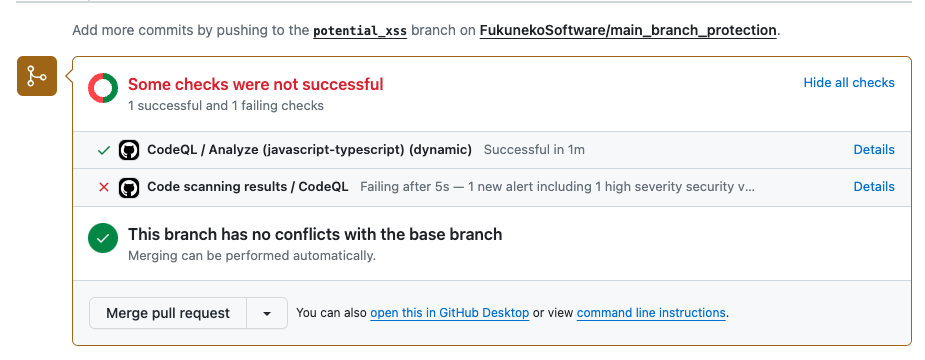 Add more commits by pushing to the potential_xss branch on FukunekoSoftware/main_branch_protection.
Some checks were not successful
Hide all checks
1 successful and 1 failing checks
CodeQL / Analyze (javascript-typescript) (dynamic) Successful in 1m
Details
Code scanning results / CodeQL Failing after 5s — 1 new alert including 1 high severity security v...
Details
This branch has no conflicts with the base branch
Merging can be performed automatically.
Merge pull request
You can also open this in GitHub Desktop or view command line instructions.